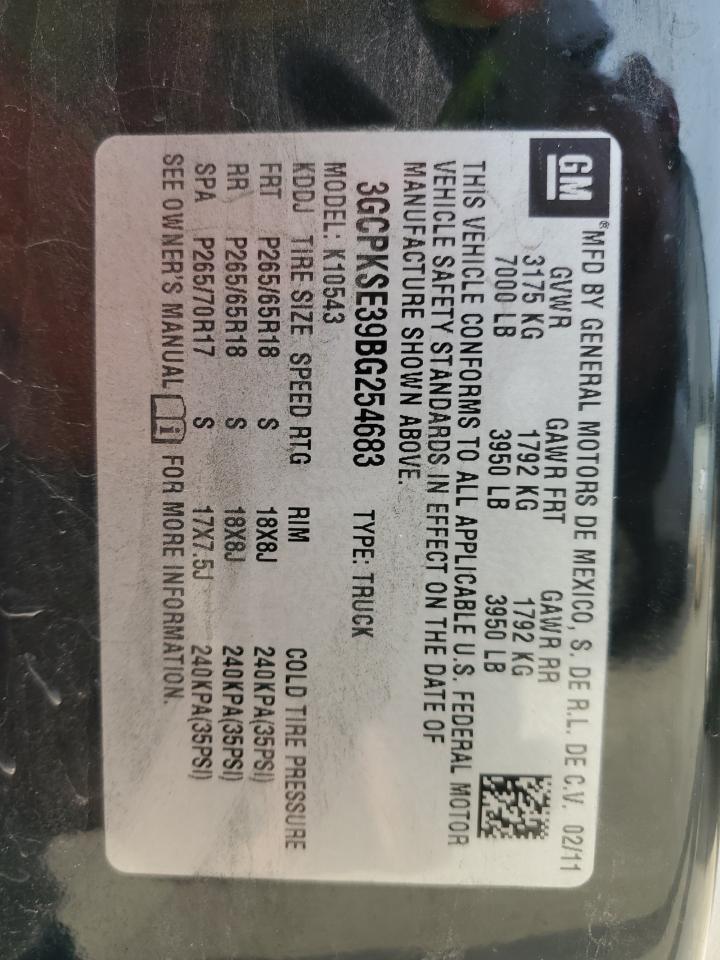 GM® MFD BY GENERAL MOTORS DE MEXICO, S. DE R.L. DE C.V. 02/11
GVWR GAWR FRT GAWR RR
3175 KG 1792 KG 1792 KG
7000 LB 3950 LB 3950 LB
THIS VEHICLE CONFORMS TO ALL APPLICABLE U.S. FEDERAL MOTOR
VEHICLE SAFETY STANDARDS IN EFFECT ON THE DATE OF
MANUFACTURE SHOWN ABOVE.
3GCPKSE39BG254683 TYPE: TRUCK
MODEL: K10543
KDDJ TIRE SIZE SPEED RTG RIM COLD TIRE PRESSURE
FRT P265/65R18 S 18X8J 240KPA(35PSI)
RR P265/65R18 S 18X8J 240KPA(35PSI)
SPA P265/70R17 S 17X7.5J 240KPA(35PSI)
SEE OWNER'S MANUAL i FOR MORE INFORMATION.